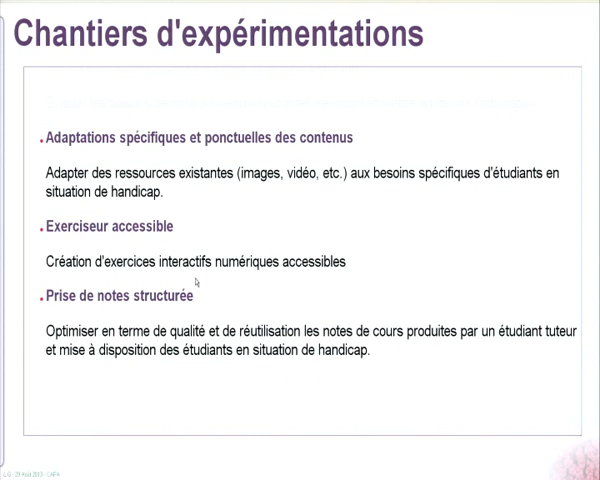 Chantiers d'expérimentations
Adaptations spécifiques et ponctuelles des contenus
Adapter des ressources existantes (images, vidéo, etc.) aux besoins spécifiques d'étudiants en
situation de handicap.
Exerciseur accessible
Création d'exercices interactifs numériques accessibles
Prise de notes structurée
Optimiser en terme de qualité et de réutilisation les notes de cours produites par un étudiant tuteur
et mise à disposition des étudiants en situation de handicap.